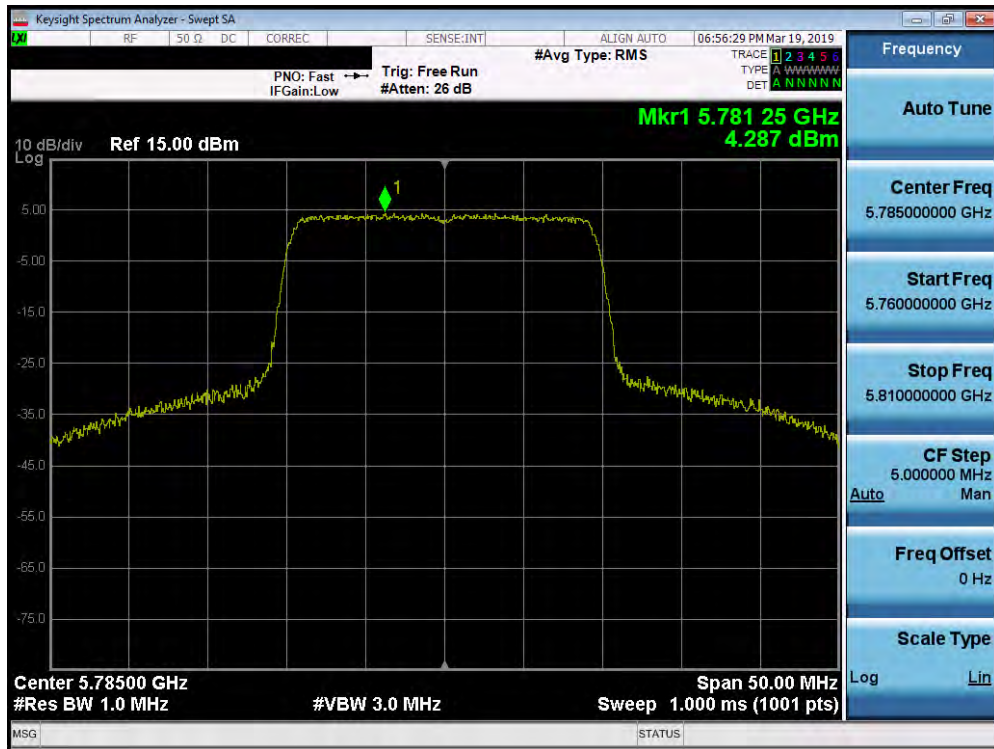 Keysight Spectrum Analyzer - Swept SA
LXI RF 50 Ω DC CORREC SENSE:INT ALIGN AUTO 06:56:29 PM Mar 19, 2019
PNO: Fast Trig: Free Run #Avg Type: RMS TRACE 1 2 3 4 5 6
IFGain:Low #Atten: 26 dB TYPE A WWWWW
DET A N N N N N
Frequency
Mkr1 5.781 25 GHz
4.287 dBm
10 dB/div Ref 15.00 dBm
Log
1
5.00
-5.00
-15.0
-25.0
-35.0
-45.0
-55.0
-65.0
-75.0
Center 5.78500 GHz Span 50.00 MHz
#Res BW 1.0 MHz #VBW 3.0 MHz Sweep 1.000 ms (1001 pts)
Auto Tune
Center Freq
5.785000000 GHz
Start Freq
5.760000000 GHz
Stop Freq
5.810000000 GHz
CF Step
5.000000 MHz
Auto Man
Freq Offset
0 Hz
Scale Type
Log Lin
MSG STATUS